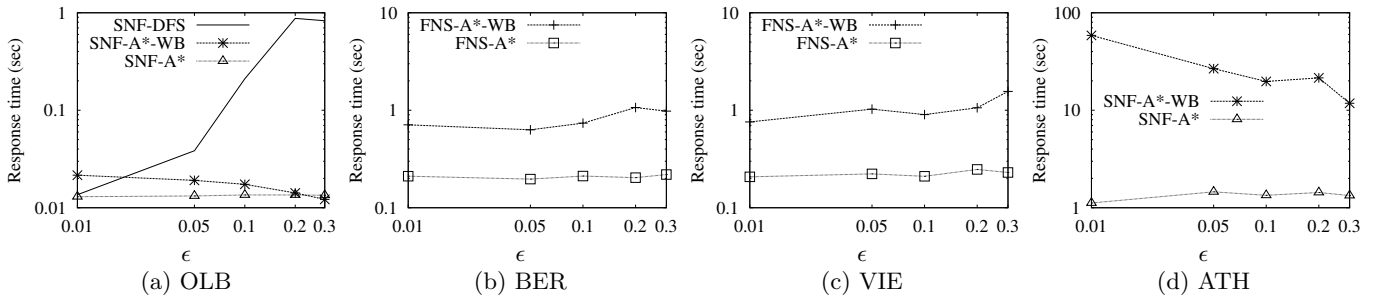 Response time (sec)
1
0.1
0.01
SNF-DFS
SNF-A*-WB
SNF-A*
0.01 0.05 0.1 0.2 0.3
ϵ
(a) OLB
Response time (sec)
10
1
0.1
FNS-A*-WB
FNS-A*
0.01 0.05 0.1 0.2 0.3
ϵ
(b) BER
Response time (sec)
10
1
0.1
FNS-A*-WB
FNS-A*
0.01 0.05 0.1 0.2 0.3
ϵ
(c) VIE
Response time (sec)
100
10
1
SNF-A*-WB
SNF-A*
0.01 0.05 0.1 0.2 0.3
ϵ
(d) ATH